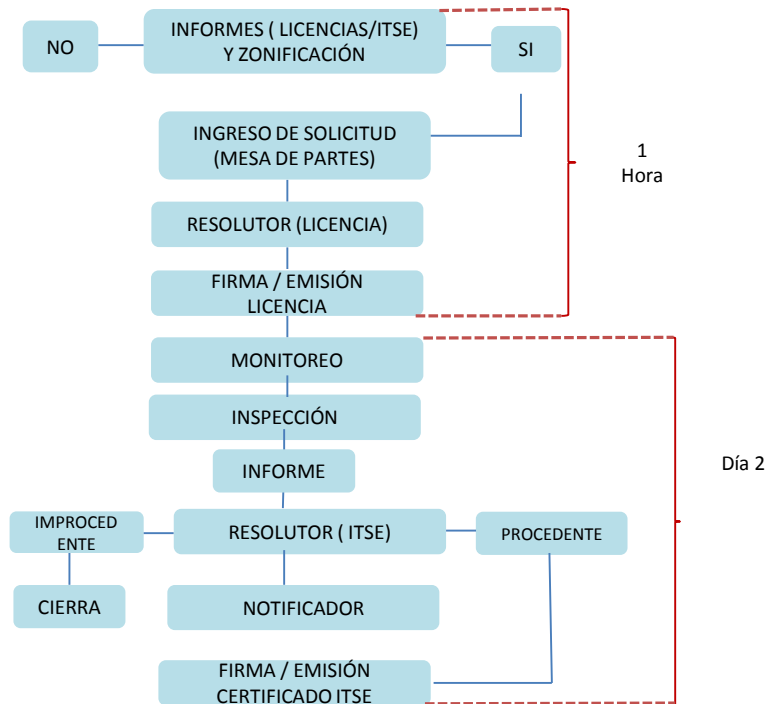 NO
INFORMES ( LICENCIAS/ITSE)
Y ZONIFICACIÓN
SI
INGRESO DE SOLICITUD
(MESA DE PARTES)
1
Hora
RESOLUTOR (LICENCIA)
FIRMA / EMISIÓN
LICENCIA
MONITOREO
INSPECCIÓN
INFORME
Día 2
IMPROCED
ENTE
RESOLUTOR ( ITSE)
PROCEDENTE
CIERRA
NOTIFICADOR
FIRMA / EMISIÓN
CERTIFICADO ITSE